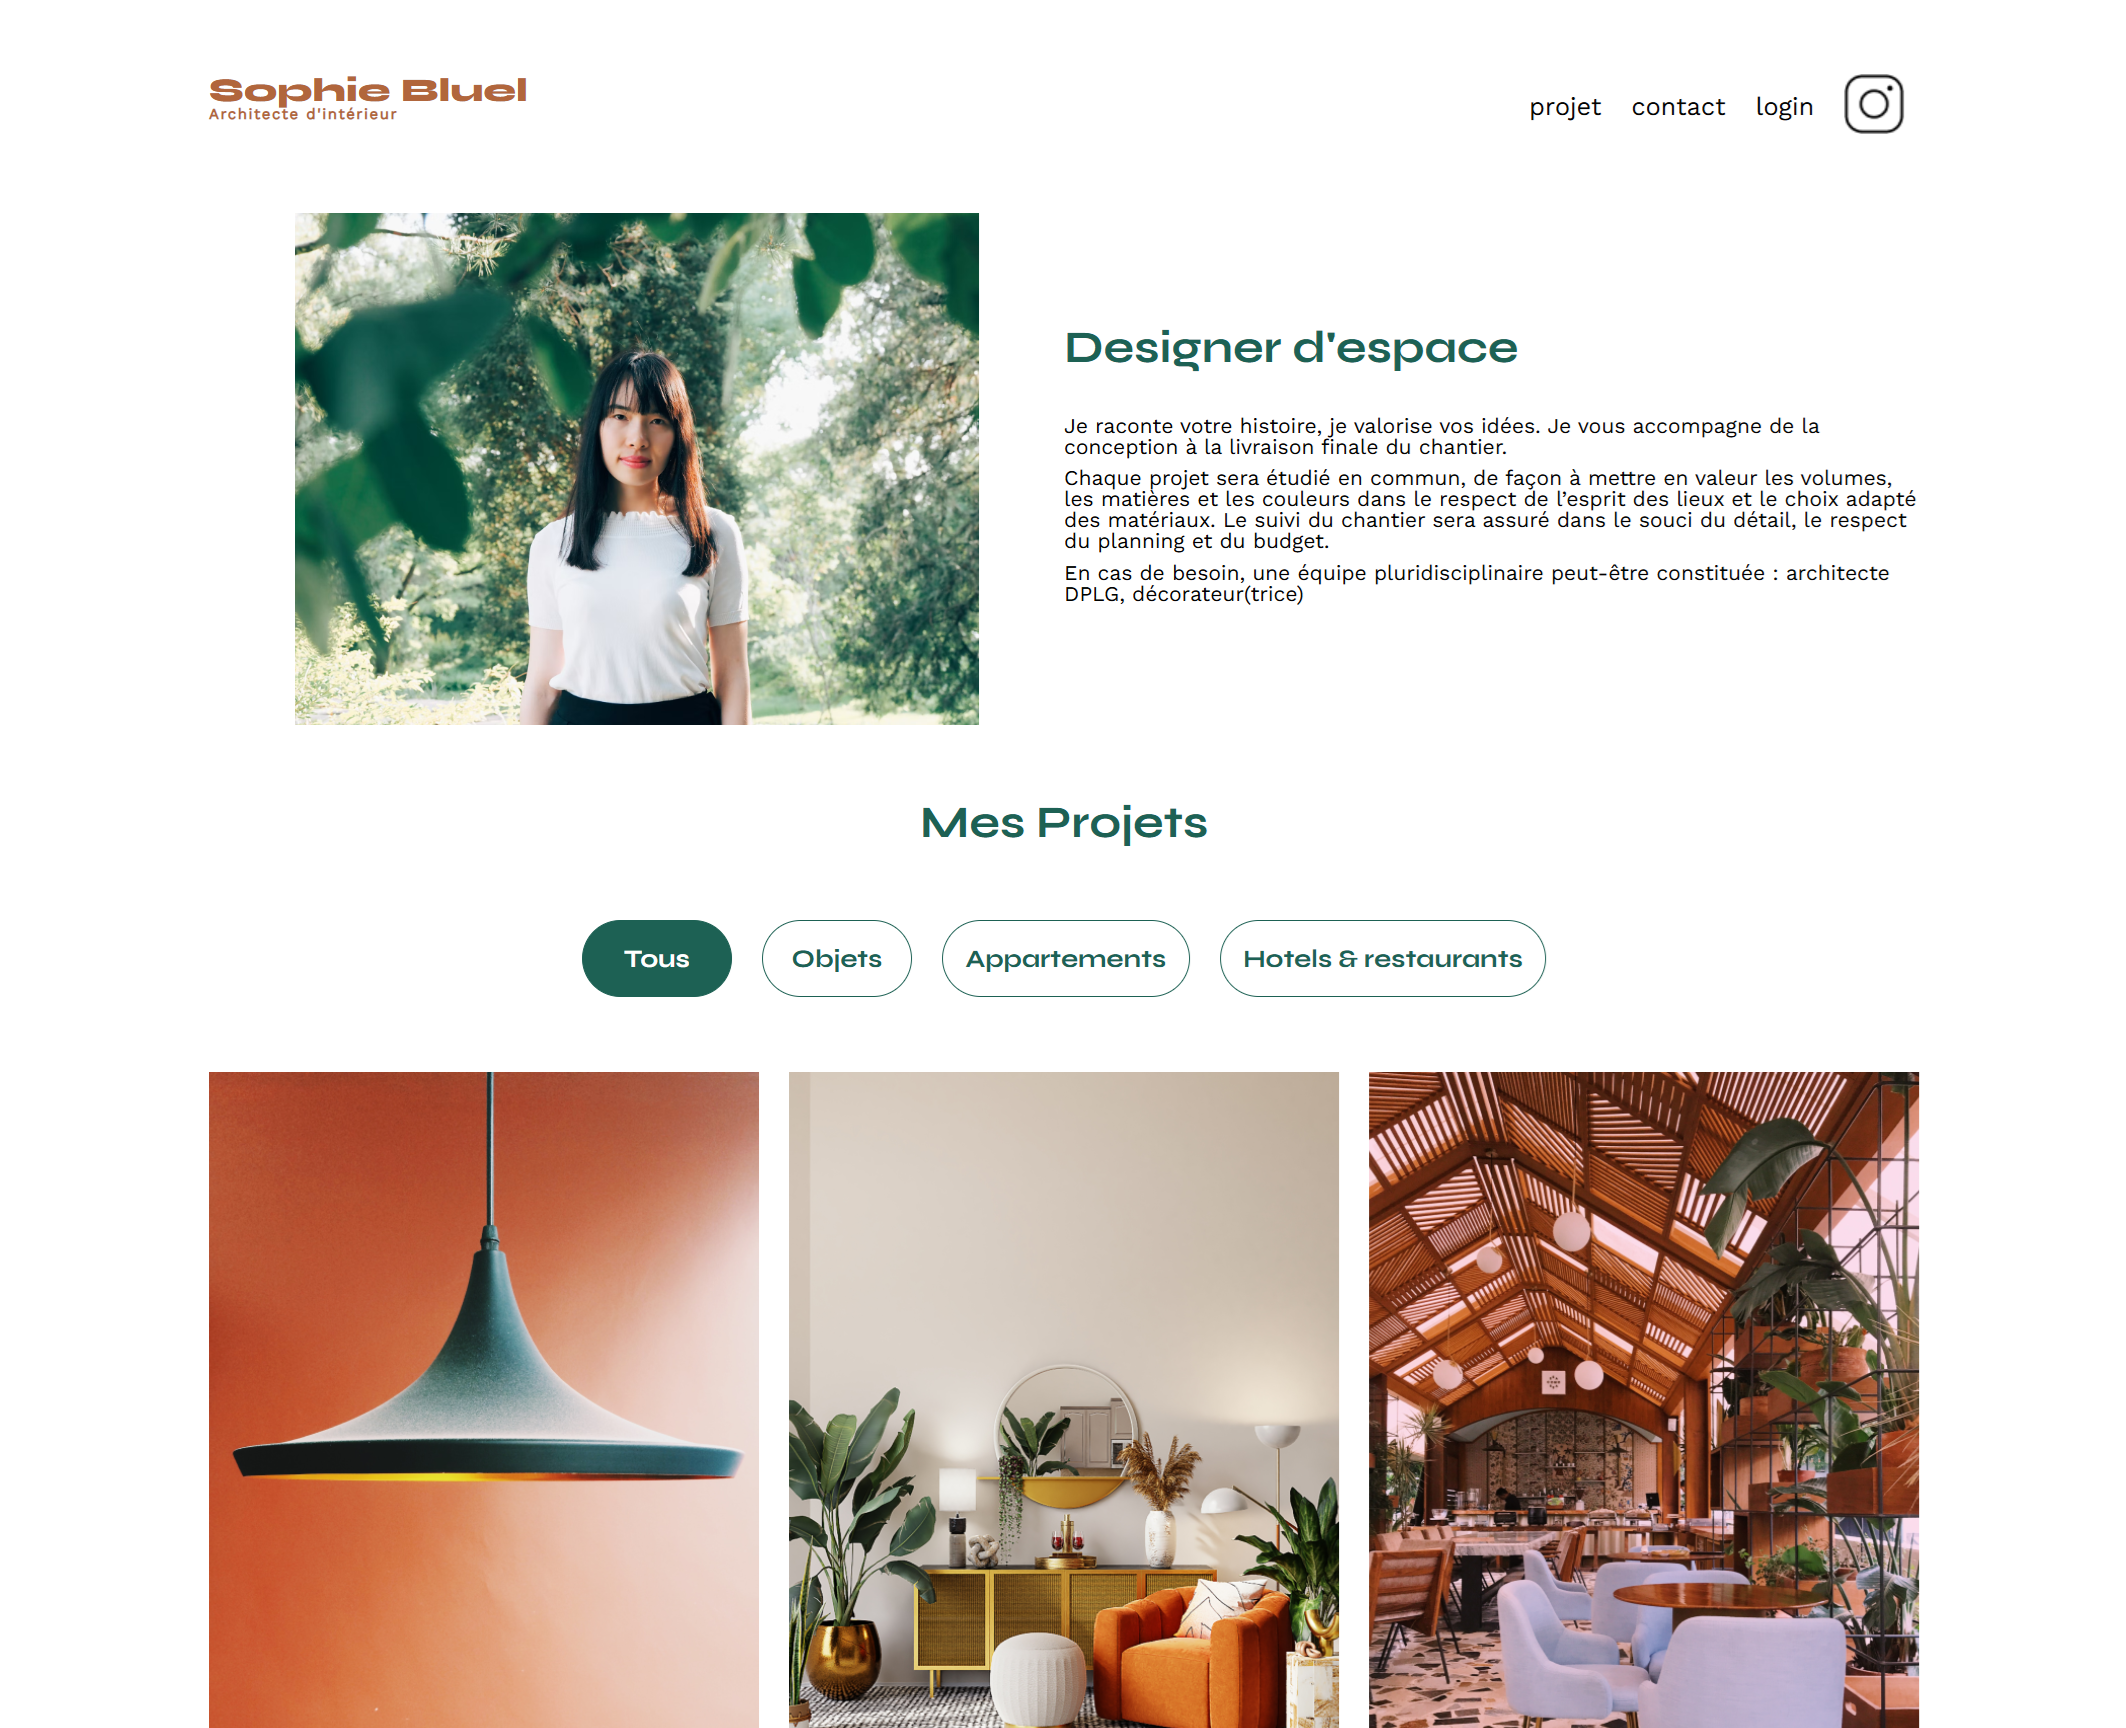 Sophie Bluel
Architecte d'intérieur
projet contact login
Designer d'espace
Je raconte votre histoire, je valorise vos idées. Je vous accompagne de la
conception à la livraison finale du chantier.
Chaque projet sera étudié en commun, de façon à mettre en valeur les volumes,
les matières et les couleurs dans le respect de l’esprit des lieux et le choix adapté
des matériaux. Le suivi du chantier sera assuré dans le souci du détail, le respect
du planning et du budget.
En cas de besoin, une équipe pluridisciplinaire peut-être constituée : architecte
DPLG, décorateur(trice)
Mes Projets
Tous
Objets
Appartements
Hotels & restaurants